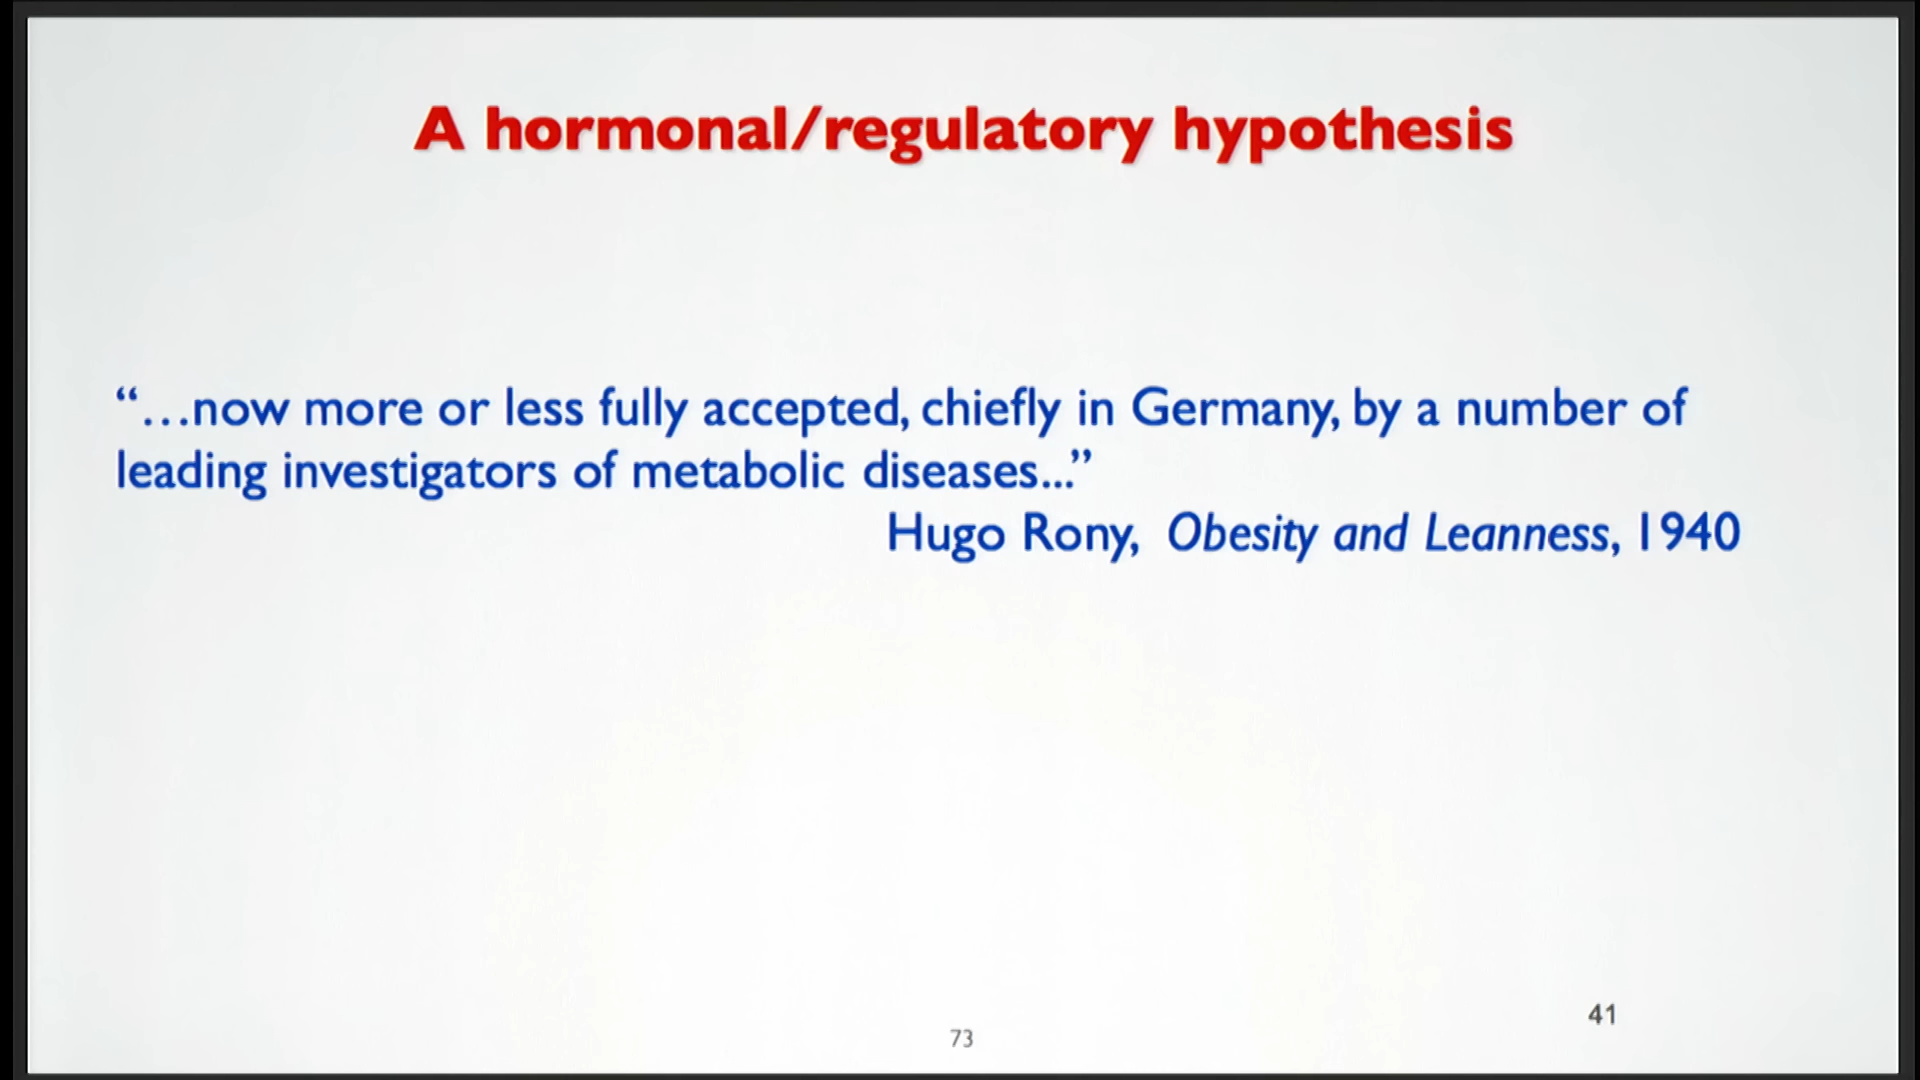 A hormonal/regulatory hypothesis
“…now more or less fully accepted, chiefly in Germany, by a number of
leading investigators of metabolic diseases...”
Hugo Rony, Obesity and Leanness, 1940
41
73